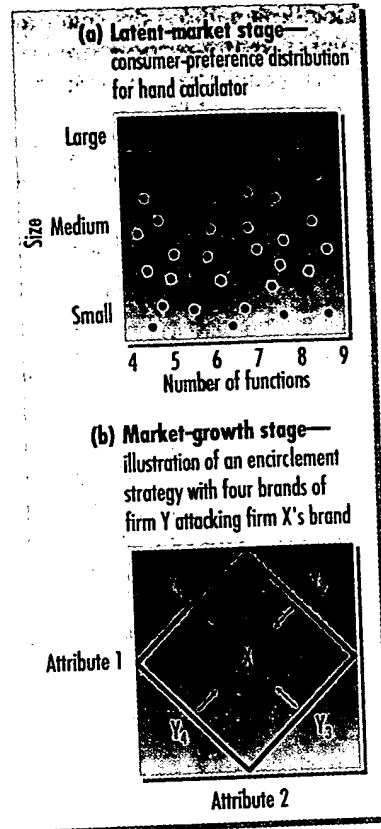 (a) Latent-market stage—
consumer-preference distribution
for hand calculator
Large
Medium
Small
Size
4 5 6 7 8 9
Number of functions
(b) Market-growth stage—
illustration of an encirclement
strategy with four brands of
firm Y attacking firm X's brand
Attribute 1
X
Y4 Y3
Attribute 2